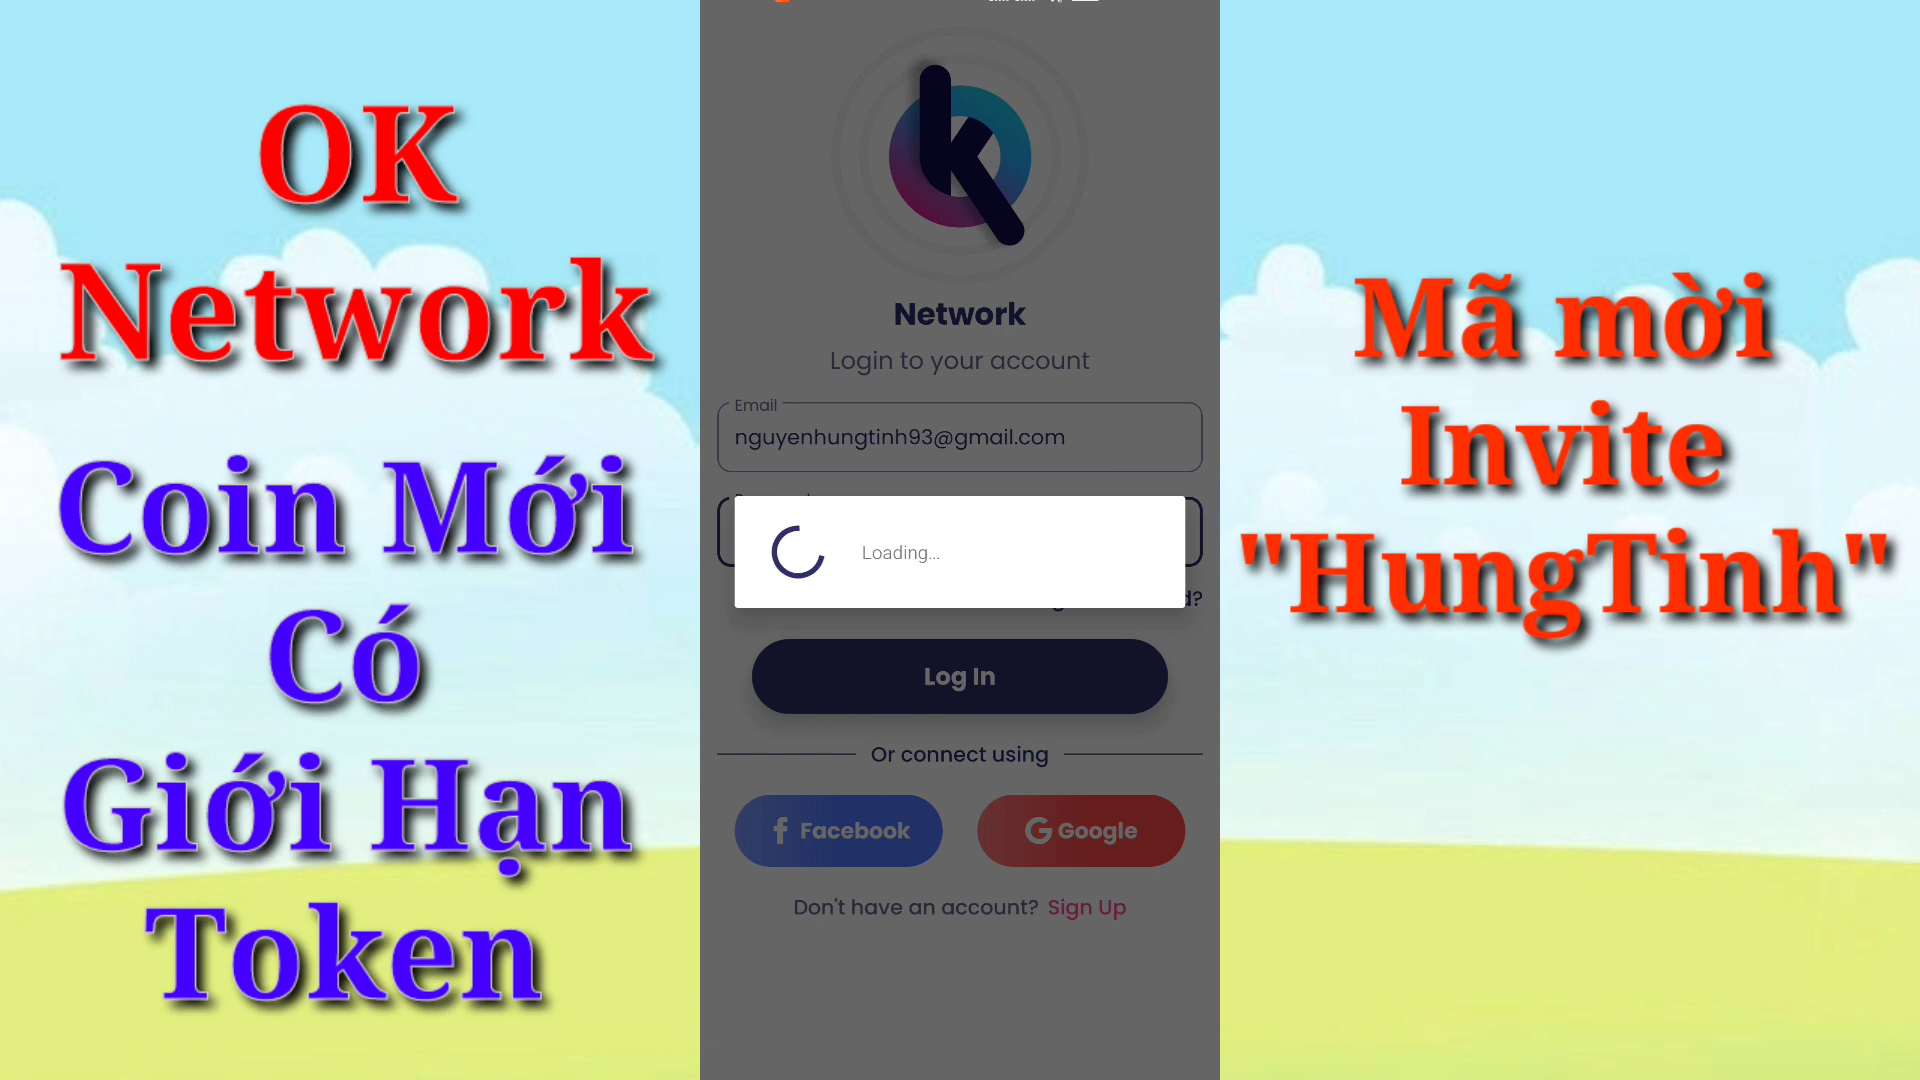 OK
Network
Coin Mới
Có
Giới Hạn
Token
Network
Login to your account
Email
nguyenhungtinh93@gmail.com
Loading...
Log In
Or connect using
Facebook
Google
Don't have an account? Sign Up
Mã mời
Invite
"HungTinh"